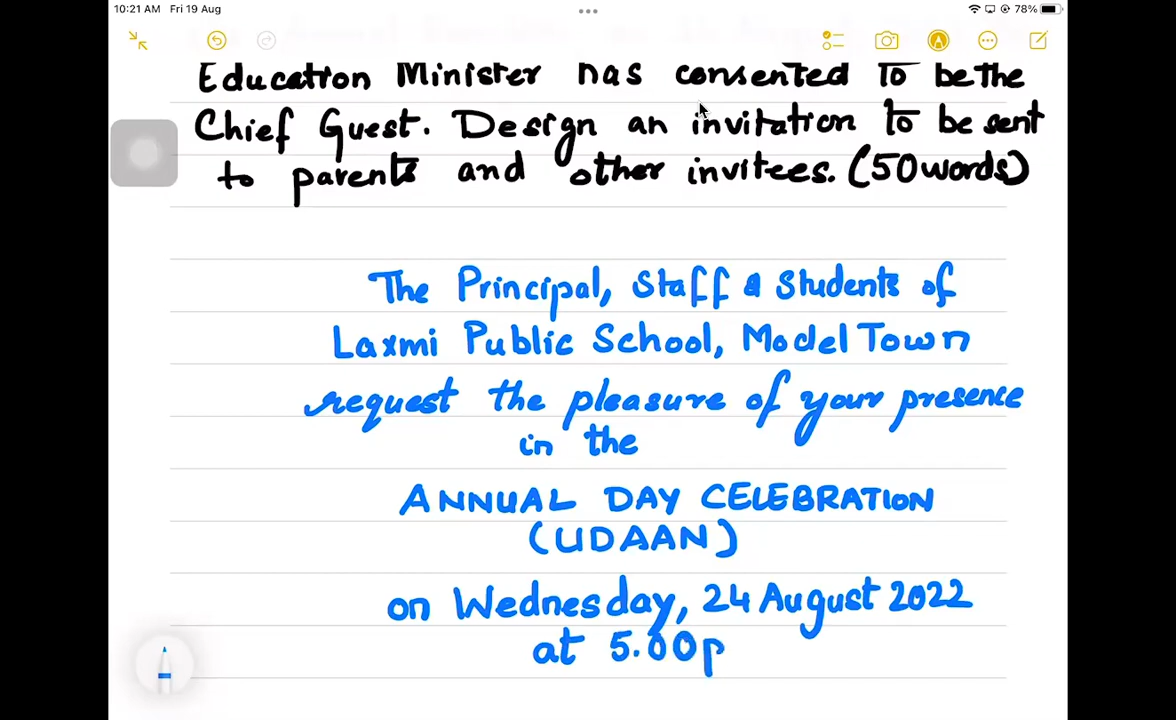 10:21 AM Fri 19 Aug
78%
Education Minister has consented to be the
Chief Guest. Design an invitation to be sent
to parents and other invitees. (50 words)
The Principal, Staff & Students of
Laxmi Public School, Model Town
request the pleasure of your presence
in the
ANNUAL DAY CELEBRATION
(UDAAN)
on Wednesday, 24 August 2022
at 5.00p